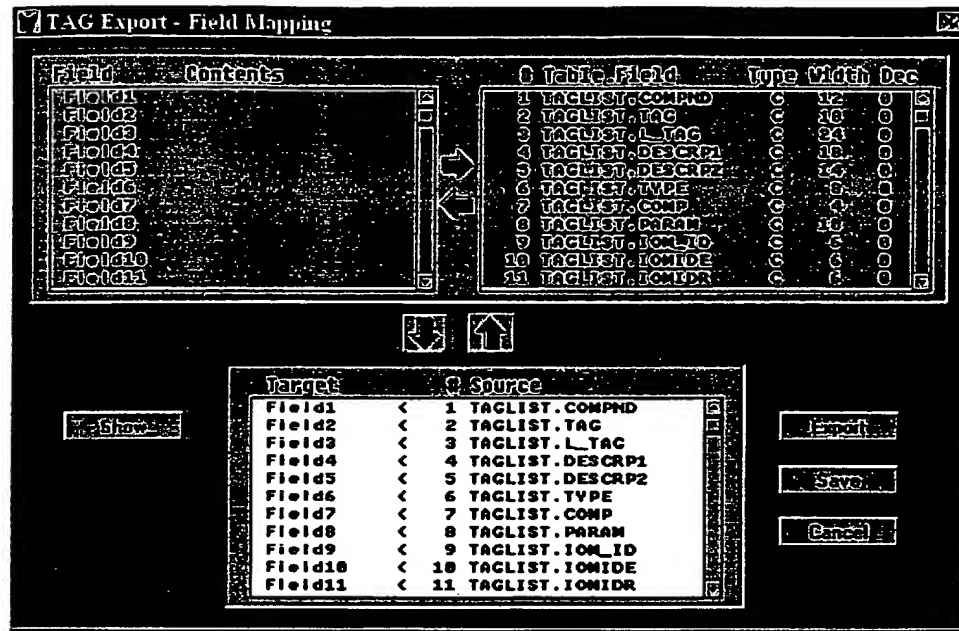 TAG Export - Field Mapping
Field Contents
Field1
Field2
Field3
Field4
Field5
Field6
Field7
Field8
Field9
Field10
Field11
# Table.Field Type Width Dec
1 TAGLIST.COMPND C 12 0
2 TAGLIST.TAG C 0
3 TAGLIST.L_TAG C 24 0
4 TAGLIST.DESCRP1 C 0
5 TAGLIST.DESCRP2 C 14 0
6 TAGLIST.TYPE C 0
7 TAGLIST.COMP C 4 0
8 TAGLIST.PARAM C 10 0
9 TAGLIST.IOM_ID C 6 0
10 TAGLIST.IOMIDE C 6 0
11 TAGLIST.IOMIDR C 6 0
Target # Source
Field1 < 1 TAGLIST.COMPND
Field2 < 2 TAGLIST.TAG
Field3 < 3 TAGLIST.L_TAG
Field4 < 4 TAGLIST.DESCRP1
Field5 < 5 TAGLIST.DESCRP2
Field6 < 6 TAGLIST.TYPE
Field7 < 7 TAGLIST.COMP
Field8 < 8 TAGLIST.PARAM
Field9 < 9 TAGLIST.IOM_ID
Field10 < 10 TAGLIST.IOMIDE
Field11 < 11 TAGLIST.IOMIDR
Show
Export
Save
Cancel